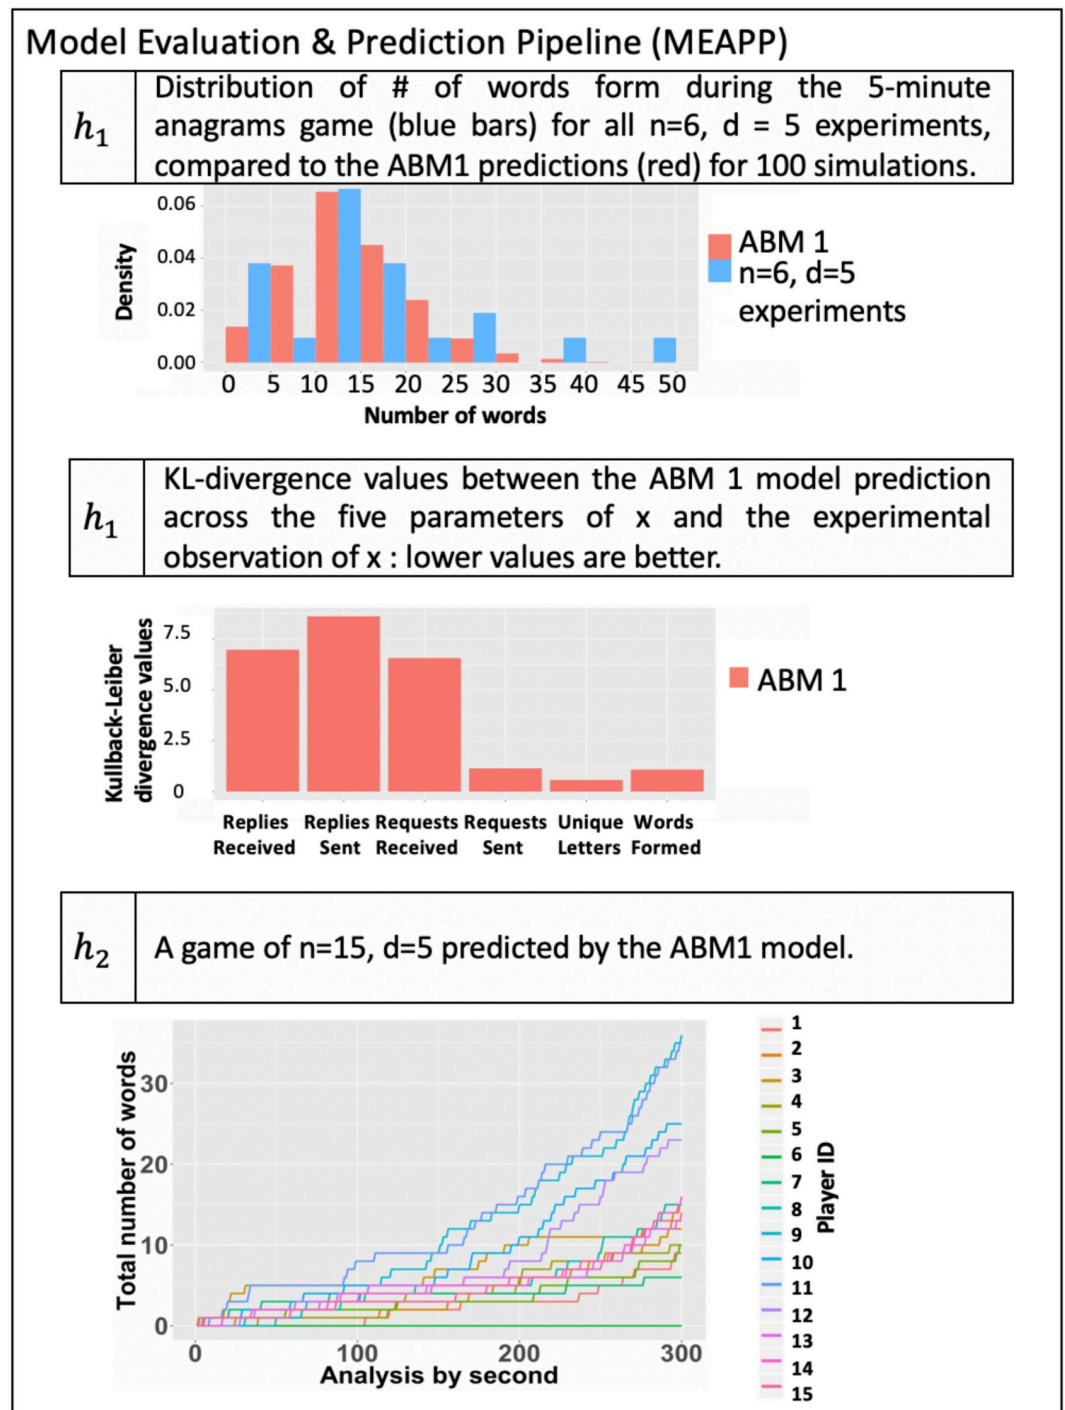 Model Evaluation & Prediction Pipeline (MEAPP)
h1
Distribution of # of words form during the 5-minute
anagrams game (blue bars) for all n=6, d = 5 experiments,
compared to the ABM1 predictions (red) for 100 simulations.
0.06
0.04
0.02
0.00
Density
0 5 10 15 20 25 30 35 40 45 50
Number of words
ABM 1
n=6, d=5
experiments
h1
KL-divergence values between the ABM 1 model prediction
across the five parameters of x and the experimental
observation of x : lower values are better.
Kullback-Leiber
divergence values
7.5
5.0
2.5
0
Replies Replies Requests Requests Unique Words
Received Sent Received Sent Letters Formed
ABM 1
h2
A game of n=15, d=5 predicted by the ABM1 model.
Total number of words
30
20
10
0
0 100 200 300
Analysis by second
1
2
3
4
5
6
7
8
9
10
11
12
13
14
15
Player ID